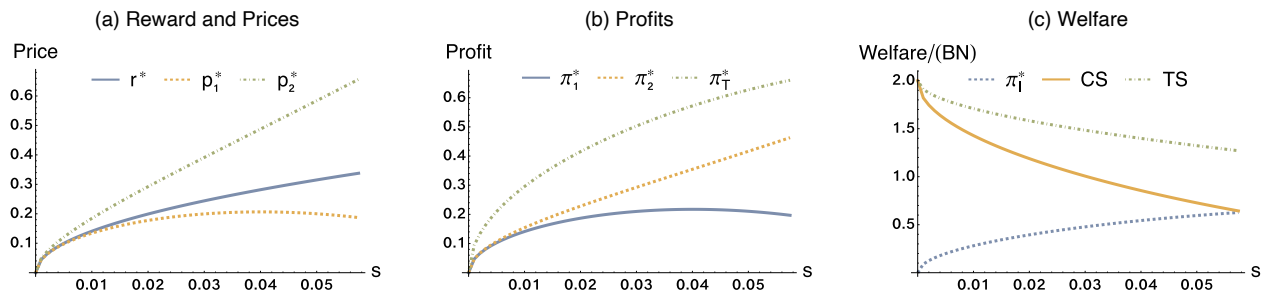 (a) Reward and Prices
Price
r* p₁* p₂*
0.6
0.5
0.4
0.3
0.2
0.1
0.01 0.02 0.03 0.04 0.05 s
(b) Profits
Profit
π₁* π₂* π_T*
0.6
0.5
0.4
0.3
0.2
0.1
0.01 0.02 0.03 0.04 0.05 s
(c) Welfare
Welfare/(BN)
π_I* CS TS
2.0
1.5
1.0
0.5
0.01 0.02 0.03 0.04 0.05 s